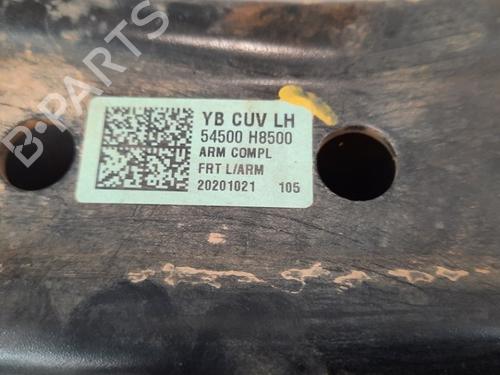 B-PARTS
YB CUV LH
54500 H8500
ARM COMPL
FRT L/ARM
20201021 105